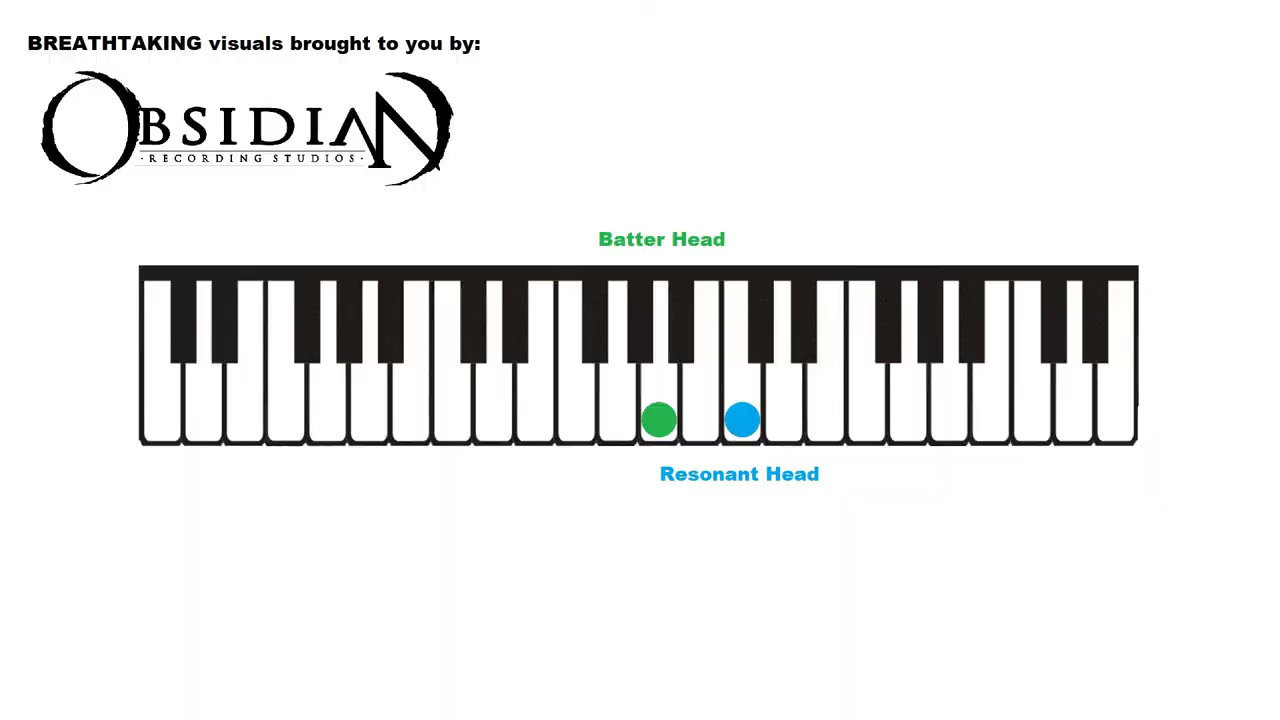 BREATHTAKING visuals brought to you by:
OBSIDIAN
·RECORDING STUDIOS·
Batter Head
Resonant Head